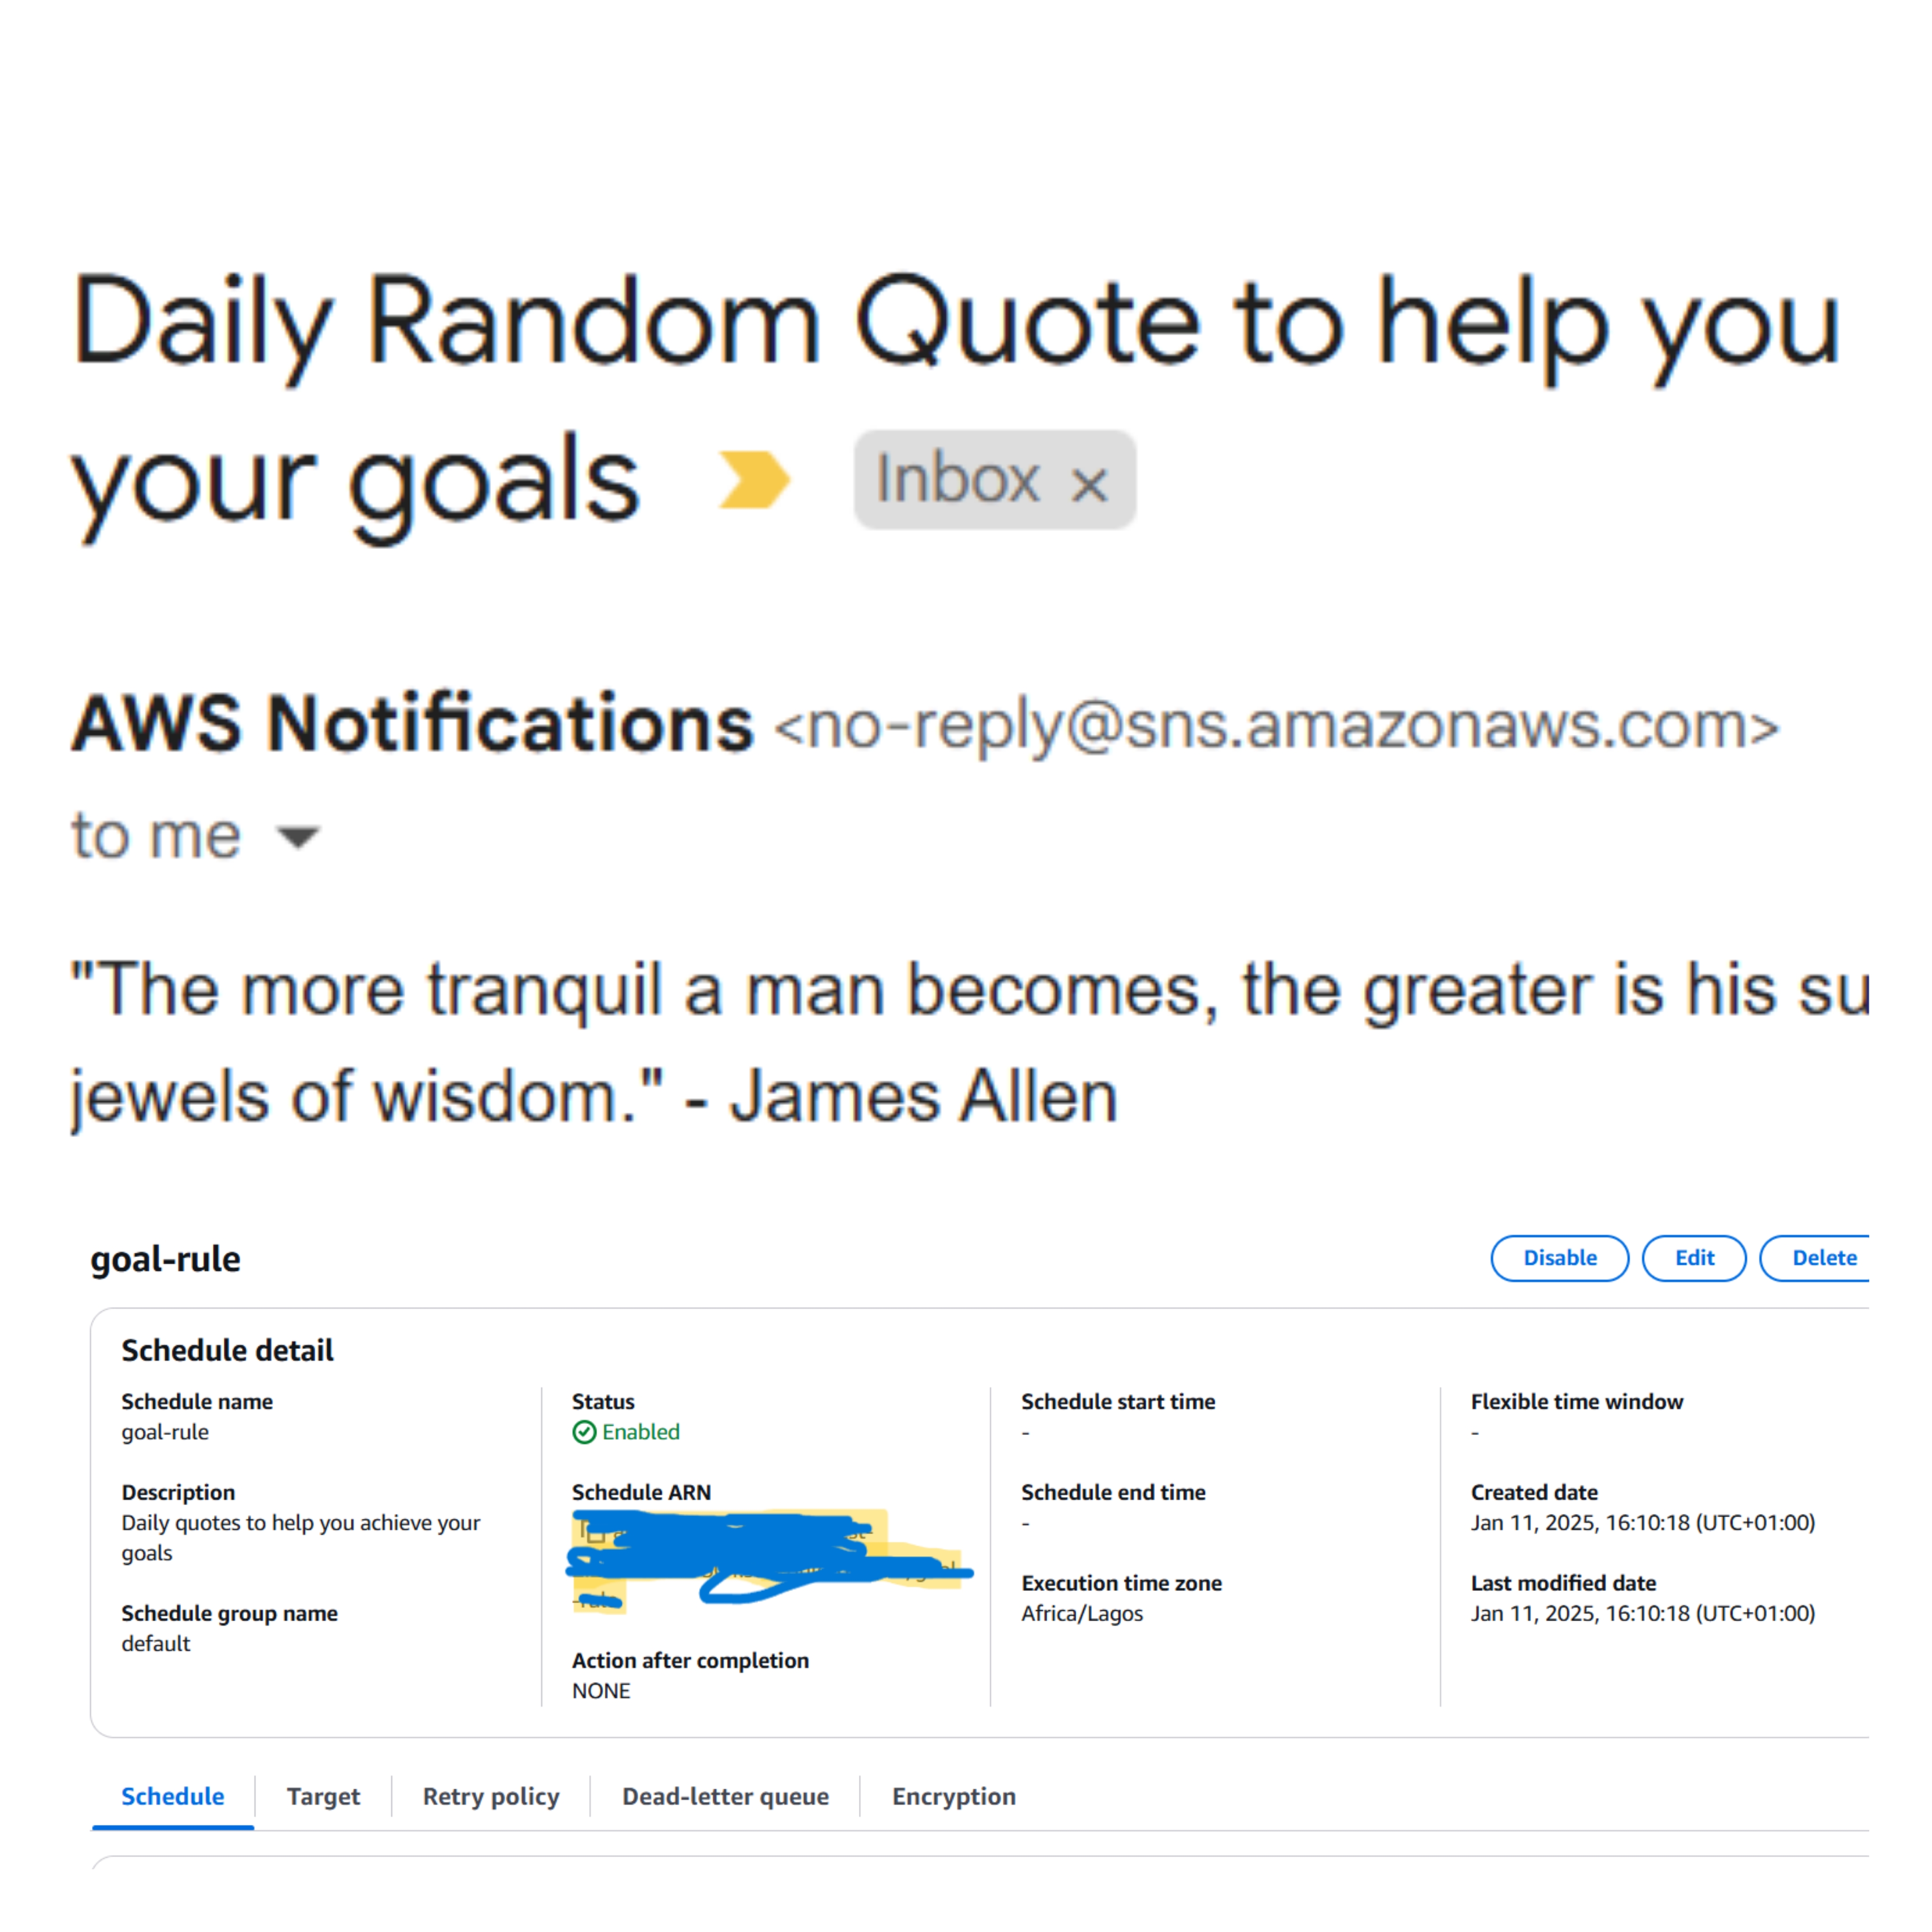 Daily Random Quote to help you
your goals Inbox ×
AWS Notifications <no-reply@sns.amazonaws.com>
to me
"The more tranquil a man becomes, the greater is his su
jewels of wisdom." - James Allen
goal-rule
Disable Edit Delete
Schedule detail
Schedule name
goal-rule
Description
Daily quotes to help you achieve your
goals
Schedule group name
default
Status
Enabled
Schedule ARN
Action after completion
NONE
Schedule start time
-
Schedule end time
-
Execution time zone
Africa/Lagos
Flexible time window
-
Created date
Jan 11, 2025, 16:10:18 (UTC+01:00)
Last modified date
Jan 11, 2025, 16:10:18 (UTC+01:00)
Schedule Target Retry policy Dead-letter queue Encryption